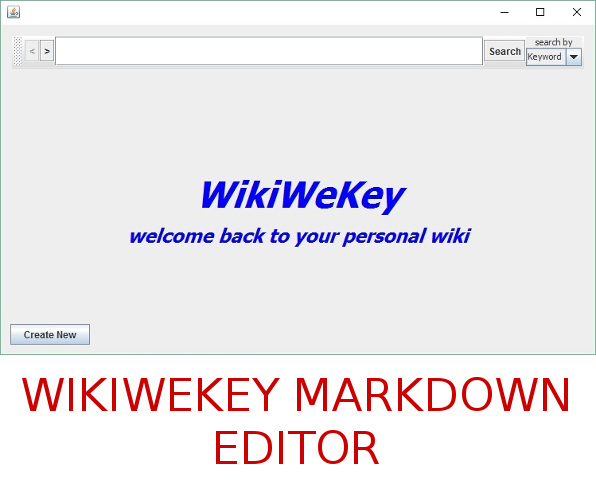 < > Search search by
Keyword
WikiWeKey
welcome back to your personal wiki
Create New
WIKIWEKEY MARKDOWN
EDITOR